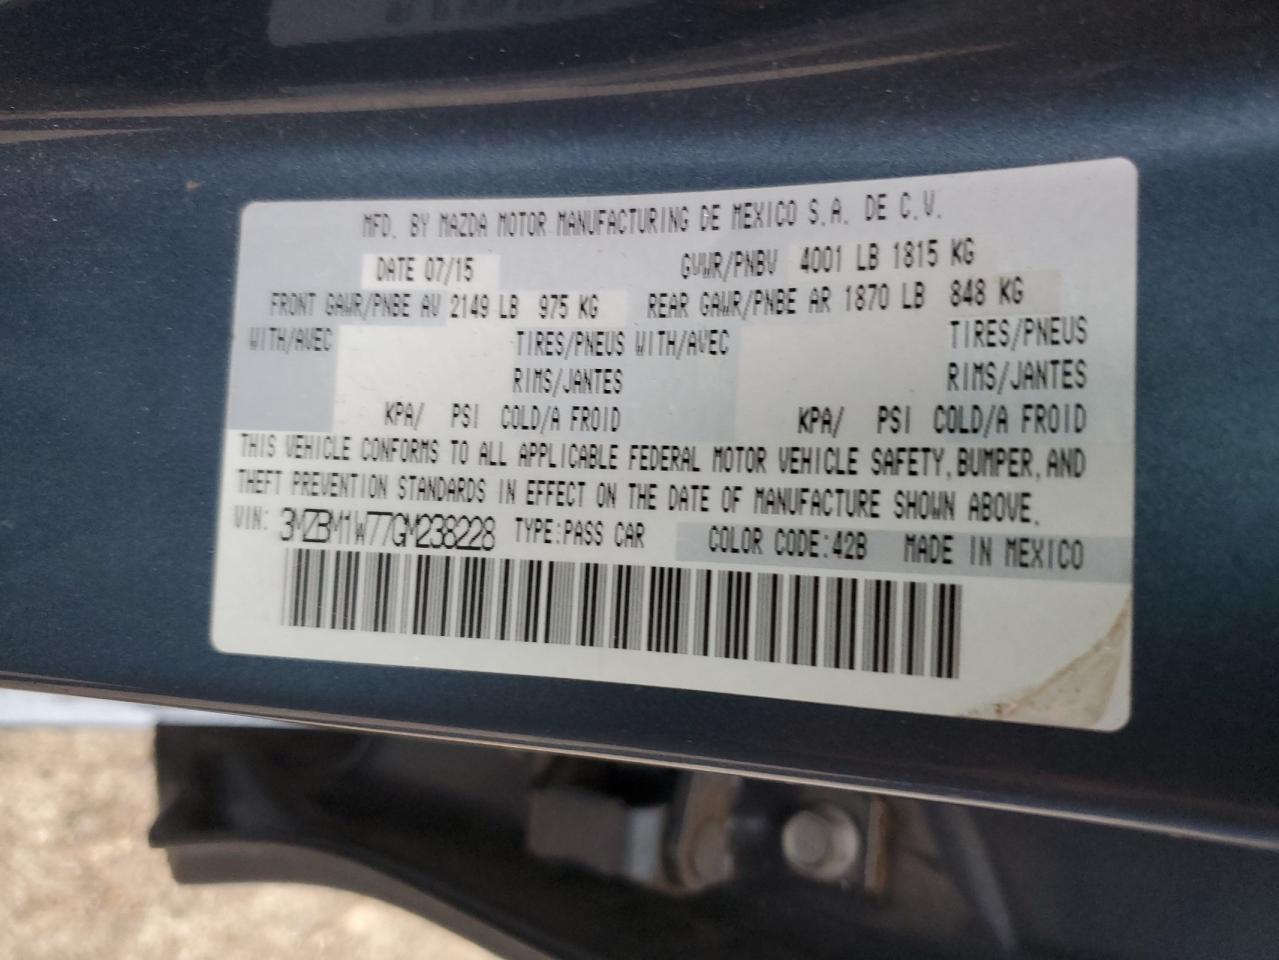 MFD. BY MAZDA MOTOR MANUFACTURING DE MEXICO S.A. DE C.V.
DATE 07/15 GVWR/PNBV 4001 LB 1815 KG
FRONT GAWR/PNBE AV 2149 LB 975 KG REAR GAWR/PNBE AR 1870 LB 848 KG
WITH/AVEC TIRES/PNEUS WITH/AVEC TIRES/PNEUS
RIMS/JANTES RIMS/JANTES
KPA/ PSI COLD/A FROID KPA/ PSI COLD/A FROID
THIS VEHICLE CONFORMS TO ALL APPLICABLE FEDERAL MOTOR VEHICLE SAFETY, BUMPER, AND
THEFT PREVENTION STANDARDS IN EFFECT ON THE DATE OF MANUFACTURE SHOWN ABOVE.
VIN: 3MZBM1W77GM238228 TYPE:PASS CAR COLOR CODE:42B MADE IN MEXICO